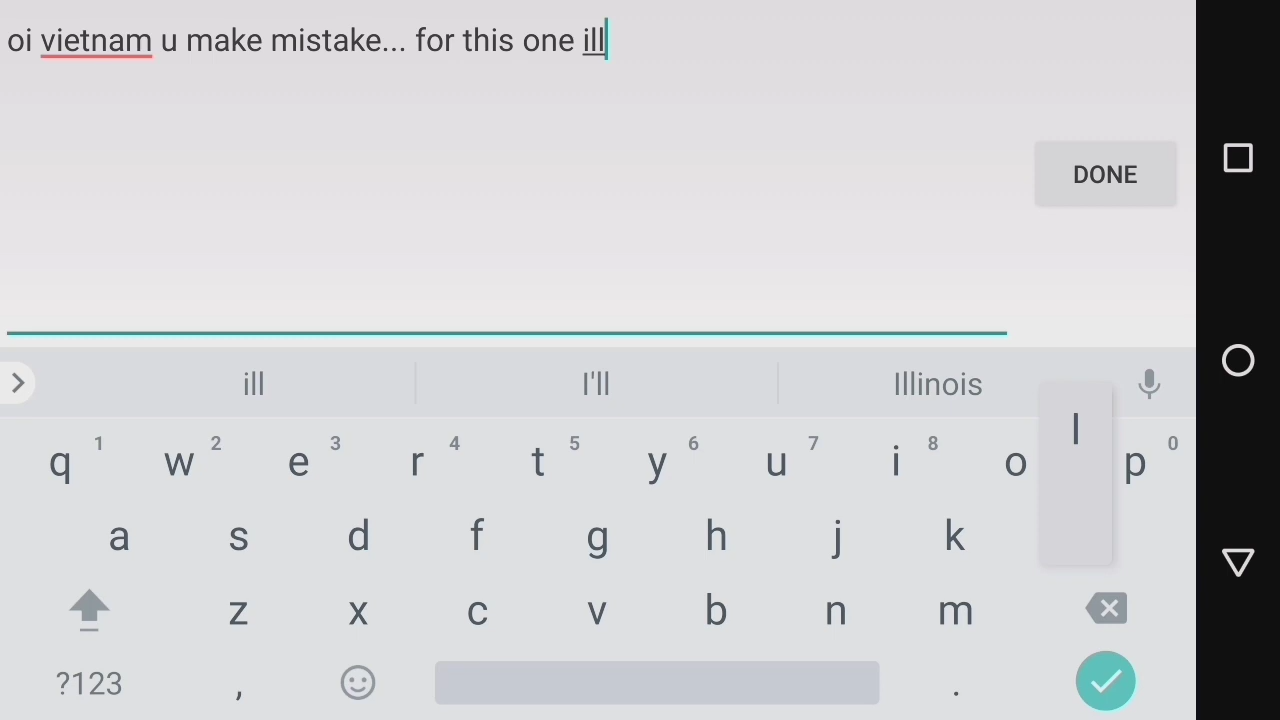 oi vietnam u make mistake... for this one ill
DONE
ill I'll Illinois
q 1 w 2 e 3 r 4 t 5 y 6 u 7 i 8 o p 0
l
a s d f g h j k
z x c v b n m
?123 , .